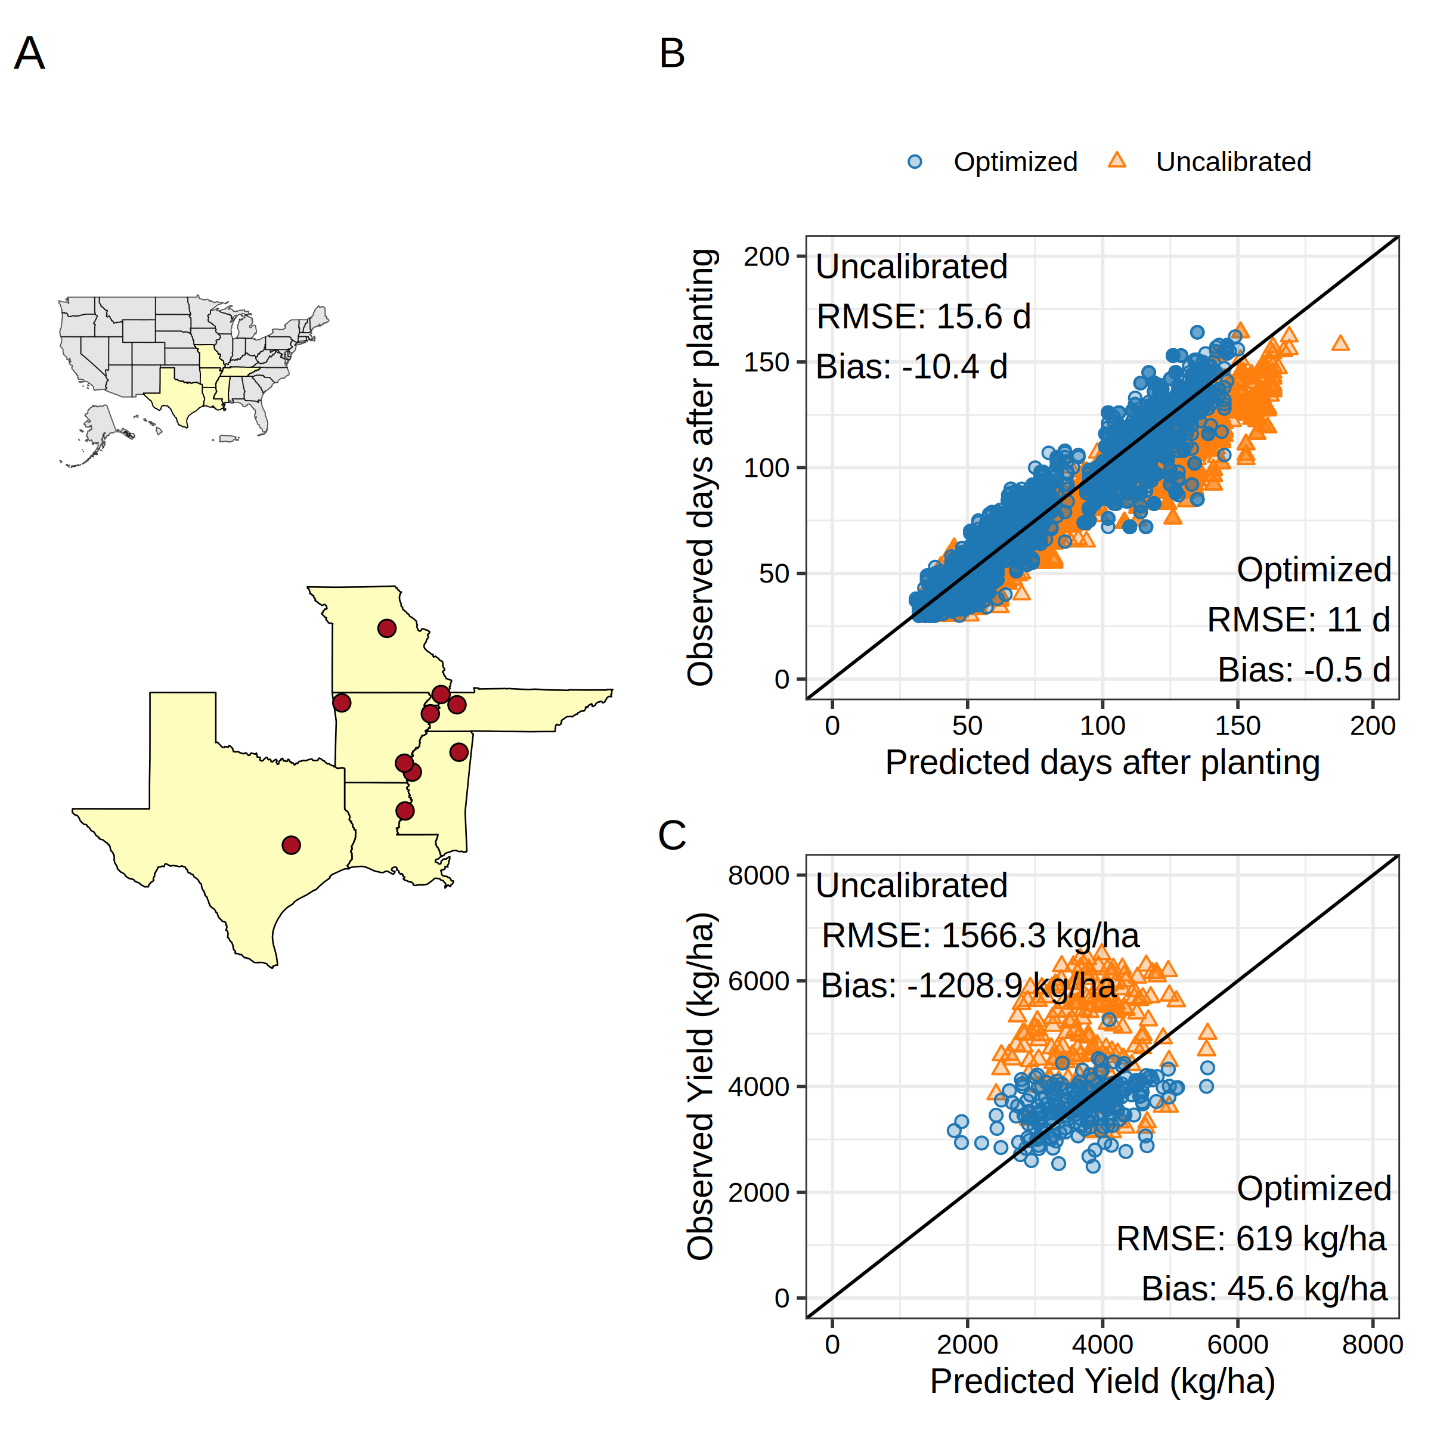 A
B
Optimized
Uncalibrated
Observed days after planting
200
150
100
50
0
Uncalibrated
RMSE: 15.6 d
Bias: -10.4 d
Optimized
RMSE: 11 d
Bias: -0.5 d
0
50
100
150
200
Predicted days after planting
C
Observed Yield (kg/ha)
8000
6000
4000
2000
0
Uncalibrated
RMSE: 1566.3 kg/ha
Bias: -1208.9 kg/ha
Optimized
RMSE: 619 kg/ha
Bias: 45.6 kg/ha
0
2000
4000
6000
8000
Predicted Yield (kg/ha)